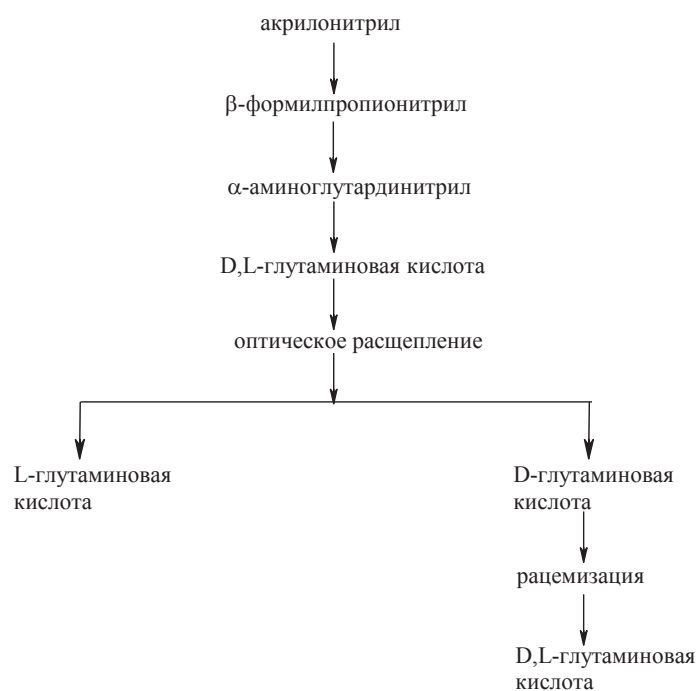 акрилонитрил
β-формилпропионитрил
α-аминоглутардинитрил
D,L-глутаминовая кислота
оптическое расщепление
L-глутаминовая
кислота
D-глутаминовая
кислота
рацемизация
D,L-глутаминовая
кислота